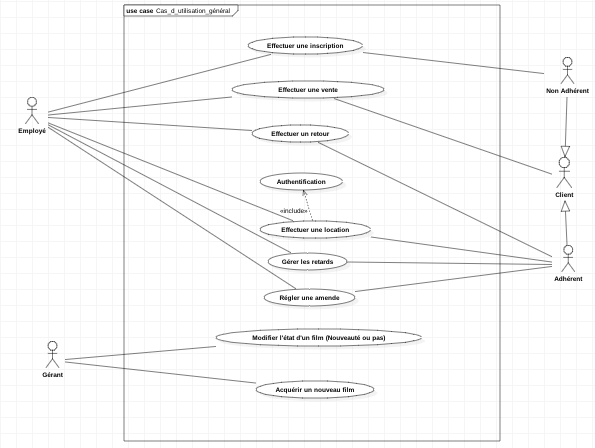 use case Cas_d_utilisation_général
Effectuer une inscription
Non Adhérent
Effectuer une vente
Employé
Effectuer un retour
Authentification
Client
«include»
Effectuer une location
Gérer les retards
Adhérent
Régler une amende
Modifier l'état d'un film (Nouveauté ou pas)
Gérant
Acquérir un nouveau film